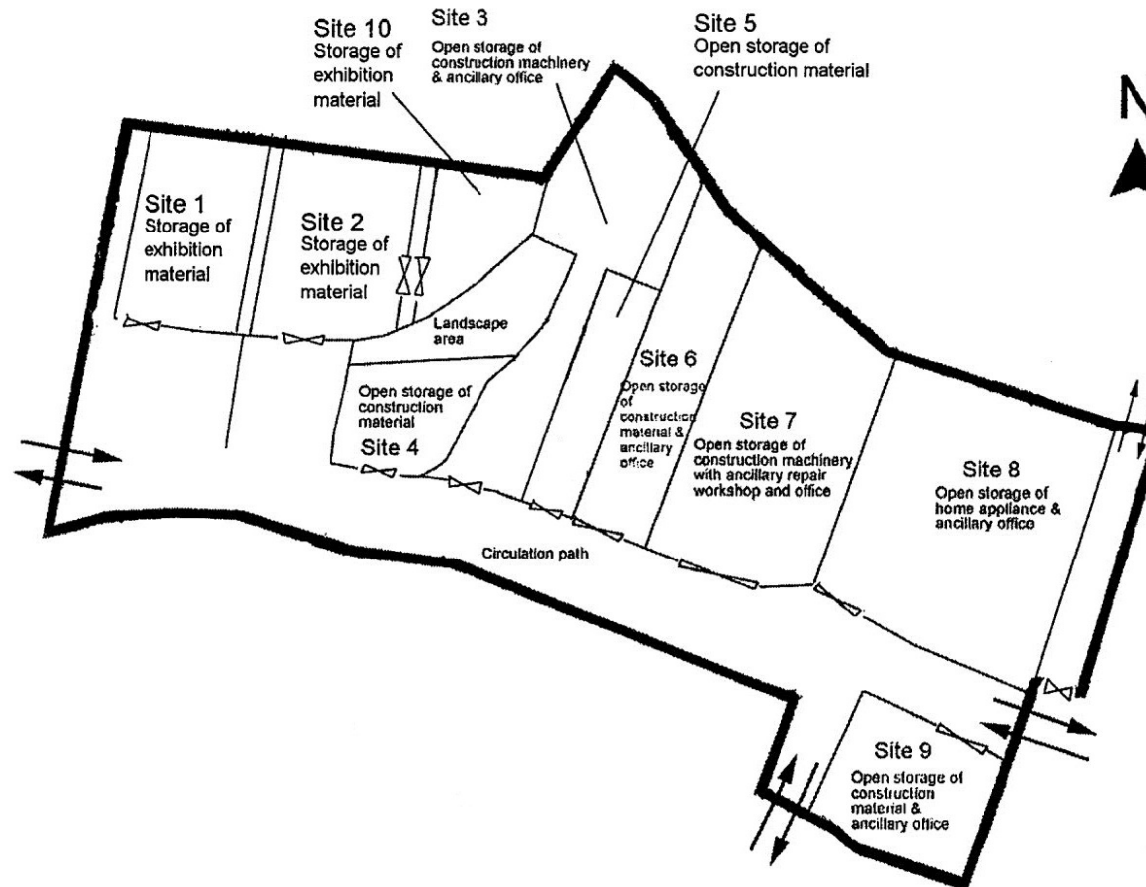 Site 10
Storage of
exhibition
material
Site 3
Open storage of
construction machinery
& ancillary office
Site 5
Open storage of
construction material
N
Site 1
Storage of
exhibition
material
Site 2
Storage of
exhibition
material
Landscape
area
Open storage of
construction
material
Site 4
Site 6
Open storage
of
construction
material &
ancillary
office
Site 7
Open storage of
construction machinery
with ancillary repair
workshop and office
Site 8
Open storage of
home appliance &
ancillary office
Circulation path
Site 9
Open storage of
construction
material &
ancillary office